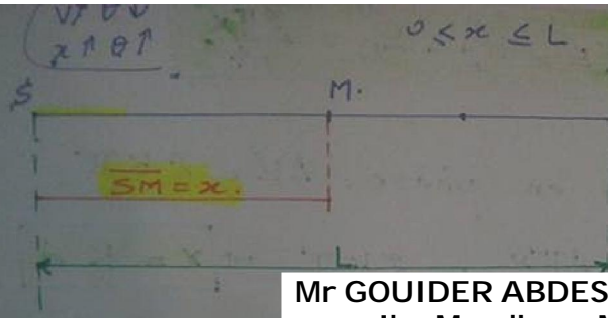 x↑ θ↑
0 ≤ x ≤ L.
S
M.
SM = x.
L
Mr GOUIDER ABDES